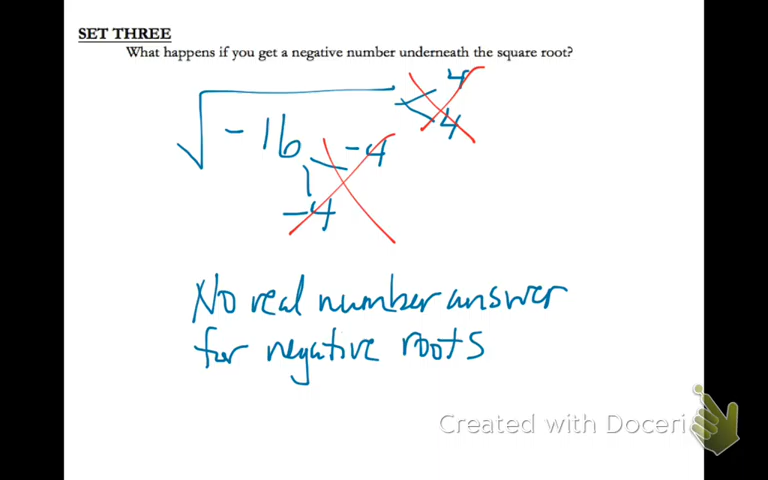 SET THREE
What happens if you get a negative number underneath the square root?
4
√-16
4
-4
-4
No real number answer
for negative roots
Created with Doceri